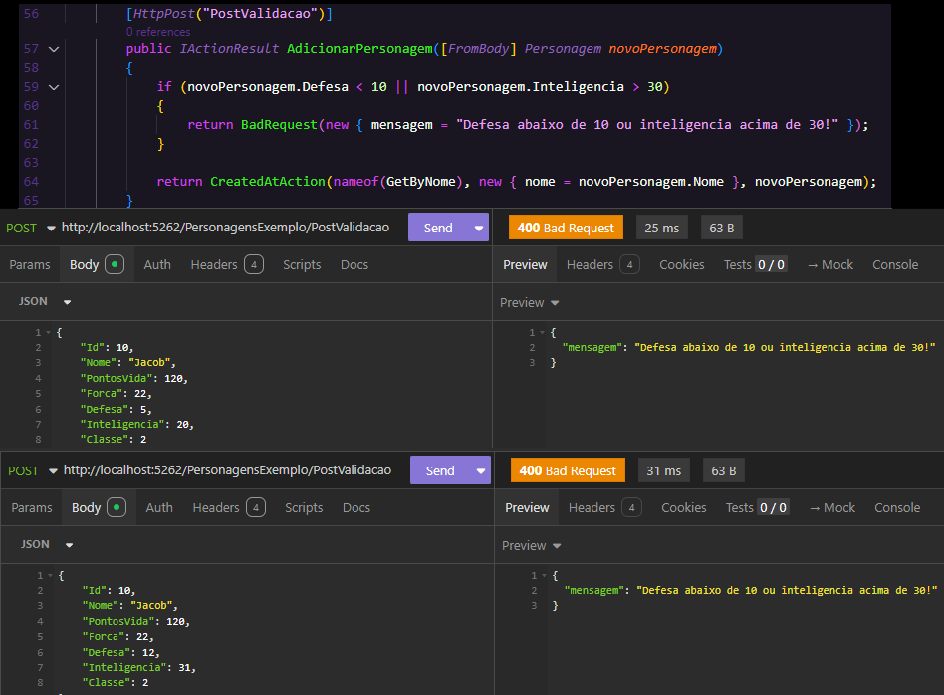 56 [HttpPost("PostValidacao")]
0 references
57 public IActionResult AdicionarPersonagem([FromBody] Personagem novoPersonagem)
58 {
59 if (novoPersonagem.Defesa < 10 || novoPersonagem.Inteligencia > 30)
60 {
61 return BadRequest(new { mensagem = "Defesa abaixo de 10 ou inteligencia acima de 30!" });
62 }
63
64 return CreatedAtAction(nameof(GetByNome), new { nome = novoPersonagem.Nome }, novoPersonagem);
65 }
POST http://localhost:5262/PersonagensExemplo/PostValidacao Send 400 Bad Request 25 ms 63 B
Params Body Auth Headers 4 Scripts Docs Preview Headers 4 Cookies Tests 0 / 0 → Mock Console
JSON Preview
1 { 1 {
2 "Id": 10, 2 "mensagem": "Defesa abaixo de 10 ou inteligencia acima de 30!"
3 "Nome": "Jacob", 3 }
4 "PontosVida": 120,
5 "Forca": 22,
6 "Defesa": 5,
7 "Inteligencia": 20,
8 "Classe": 2
POST http://localhost:5262/PersonagensExemplo/PostValidacao Send 400 Bad Request 31 ms 63 B
Params Body Auth Headers 4 Scripts Docs Preview Headers 4 Cookies Tests 0 / 0 → Mock Console
JSON Preview
1 { 1 {
2 "Id": 10, 2 "mensagem": "Defesa abaixo de 10 ou inteligencia acima de 30!"
3 "Nome": "Jacob", 3 }
4 "PontosVida": 120,
5 "Forca": 22,
6 "Defesa": 12,
7 "Inteligencia": 31,
8 "Classe": 2